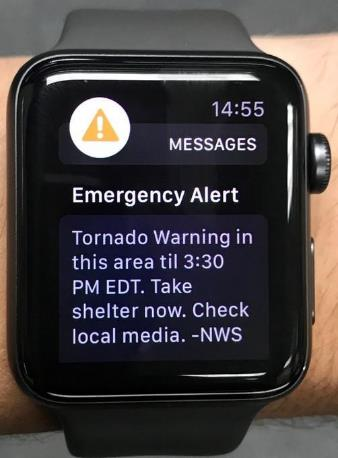 14:55
MESSAGES
Emergency Alert
Tornado Warning in
this area til 3:30
PM EDT. Take
shelter now. Check
local media. -NWS